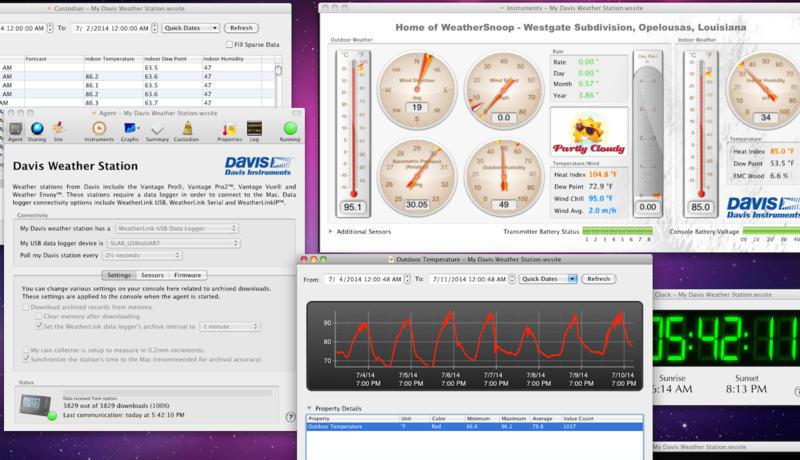 Custodian – My Davis Weather Station.wssite
12:00:00 AM To: 7/ 2/2014 12:00:00 AM Quick Dates Refresh
Fill Sparse Data
Forecast Indoor Temperature Indoor Dew Point Indoor Humidity
AM 63.5 47
AM 86.2 63.6 47
AM 86.1 63.5 47
AM 86.2 63.6 47
AM 86.3 63.7 47
Agent – My Davis Weather Station.wssite
Agent Sharing Site Instruments Graphs Summary Custodian Properties Log Running
Davis Weather Station
DAVIS
Davis Instruments
Weather stations from Davis include the Vantage Pro®, Vantage Pro2™, Vantage Vue® and
Weather Envoy™. These stations require a data logger in order to connect to the Mac. Data
logger connectivity options include WeatherLink USB, WeatherLink Serial and WeatherLinkIP™.
Connectivity
My Davis weather station has a WeatherLink USB Data Logger
My USB data logger device is SLAB_USBtoUART
Poll my Davis station every 2½ seconds
Settings Sensors Firmware
You can change various settings on your console here related to archived downloads.
These settings are applied to the console when the agent is started.
Download archived records from memory.
Clear memory after downloading.
Set the WeatherLink data logger's archive interval to 1 minute
My rain collector is setup to measure in 0.2mm increments.
Synchronize the station's time to the Mac (recommended for archival accuracy).
Status
Data received from station.
3829 out of 3829 downloads (100%)
Last communication: today at 5:42:10 PM
?
Instruments – My Davis Weather Station.wssite
Home of WeatherSnoop – Westgate Subdivision, Opelousas, Louisiana
Outdoor Weather
°C °F
95.1
Wind Direction
deg
19
Wind Speed
mph
0.0
Barometric Pressure
(Relative)
30.05
Outdoor Humidity
%
49
Rain
Rate 0.00 "
Day 0.00 "
Month 0.57 "
Year 3.86 "
Partly Cloudy
Temperature/Wind
Heat Index 104.8 °F
Dew Point 72.9 °F
Wind Chill 95.0 °F
Wind Avg. 2.0 m/h
Day Rain
0.00
Indoor Weather
°C °F
85.0
Indoor Humidity
%
34
Temperature
Heat Index 85.0 °F
Dew Point 53.5 °F
EMC Wood 6.6 %
DAVIS
Davis Instruments
Additional Sensors
Transmitter Battery Status
1 2 3 4 5 6 7 8
Console Battery Voltage
0V 1V 2V 3V 4V
Outdoor Temperature – My Davis Weather Station.wssite
From: 7/ 4/2014 12:00:48 AM To: 7/11/2014 12:00:48 AM Quick Dates Refresh
90
80
70
7/4/14 7/5/14 7/6/14 7/7/14 7/8/14 7/9/14 7/10/14
7:00 PM 7:00 PM 7:00 PM 7:00 PM 7:00 PM 7:00 PM 7:00 PM
Property Details
Property Unit Color Minimum Maximum Average Value Count
Outdoor Temperature °F Red 66.6 96.1 79.8 1037
Clock – My Davis Weather Station.wssite
05:42:11
Sunrise Sunset
6:14 AM 8:13 PM
My Davis Weather Station.wssite